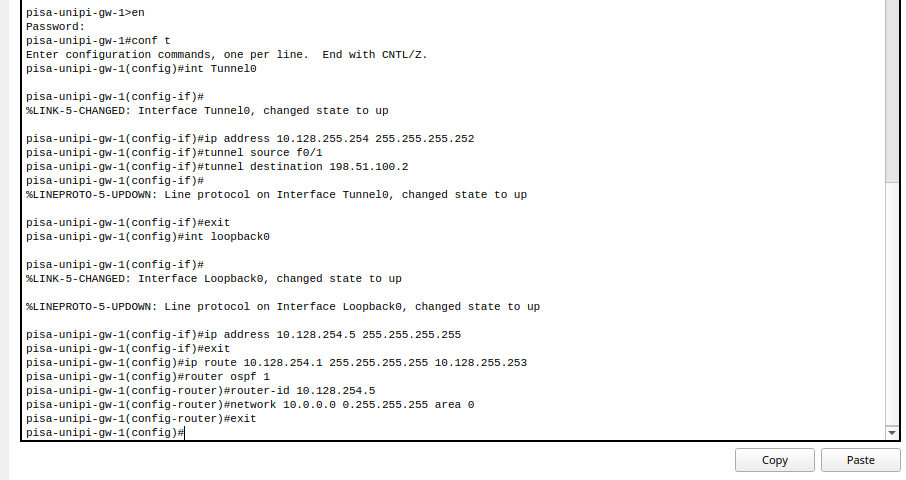 pisa-unipi-gw-1>en
Password:
pisa-unipi-gw-1#conf t
Enter configuration commands, one per line.  End with CNTL/Z.
pisa-unipi-gw-1(config)#int Tunnel0
pisa-unipi-gw-1(config-if)#
%LINK-5-CHANGED: Interface Tunnel0, changed state to up
pisa-unipi-gw-1(config-if)#ip address 10.128.255.254 255.255.255.252
pisa-unipi-gw-1(config-if)#tunnel source f0/1
pisa-unipi-gw-1(config-if)#tunnel destination 198.51.100.2
pisa-unipi-gw-1(config-if)#
%LINEPROTO-5-UPDOWN: Line protocol on Interface Tunnel0, changed state to up
pisa-unipi-gw-1(config-if)#exit
pisa-unipi-gw-1(config)#int loopback0
pisa-unipi-gw-1(config-if)#
%LINK-5-CHANGED: Interface Loopback0, changed state to up
%LINEPROTO-5-UPDOWN: Line protocol on Interface Loopback0, changed state to up
pisa-unipi-gw-1(config-if)#ip address 10.128.254.5 255.255.255.255
pisa-unipi-gw-1(config-if)#exit
pisa-unipi-gw-1(config)#ip route 10.128.254.1 255.255.255.255 10.128.255.253
pisa-unipi-gw-1(config)#router ospf 1
pisa-unipi-gw-1(config-router)#router-id 10.128.254.5
pisa-unipi-gw-1(config-router)#network 10.0.0.0 0.255.255.255 area 0
pisa-unipi-gw-1(config-router)#exit
pisa-unipi-gw-1(config)#
Copy
Paste